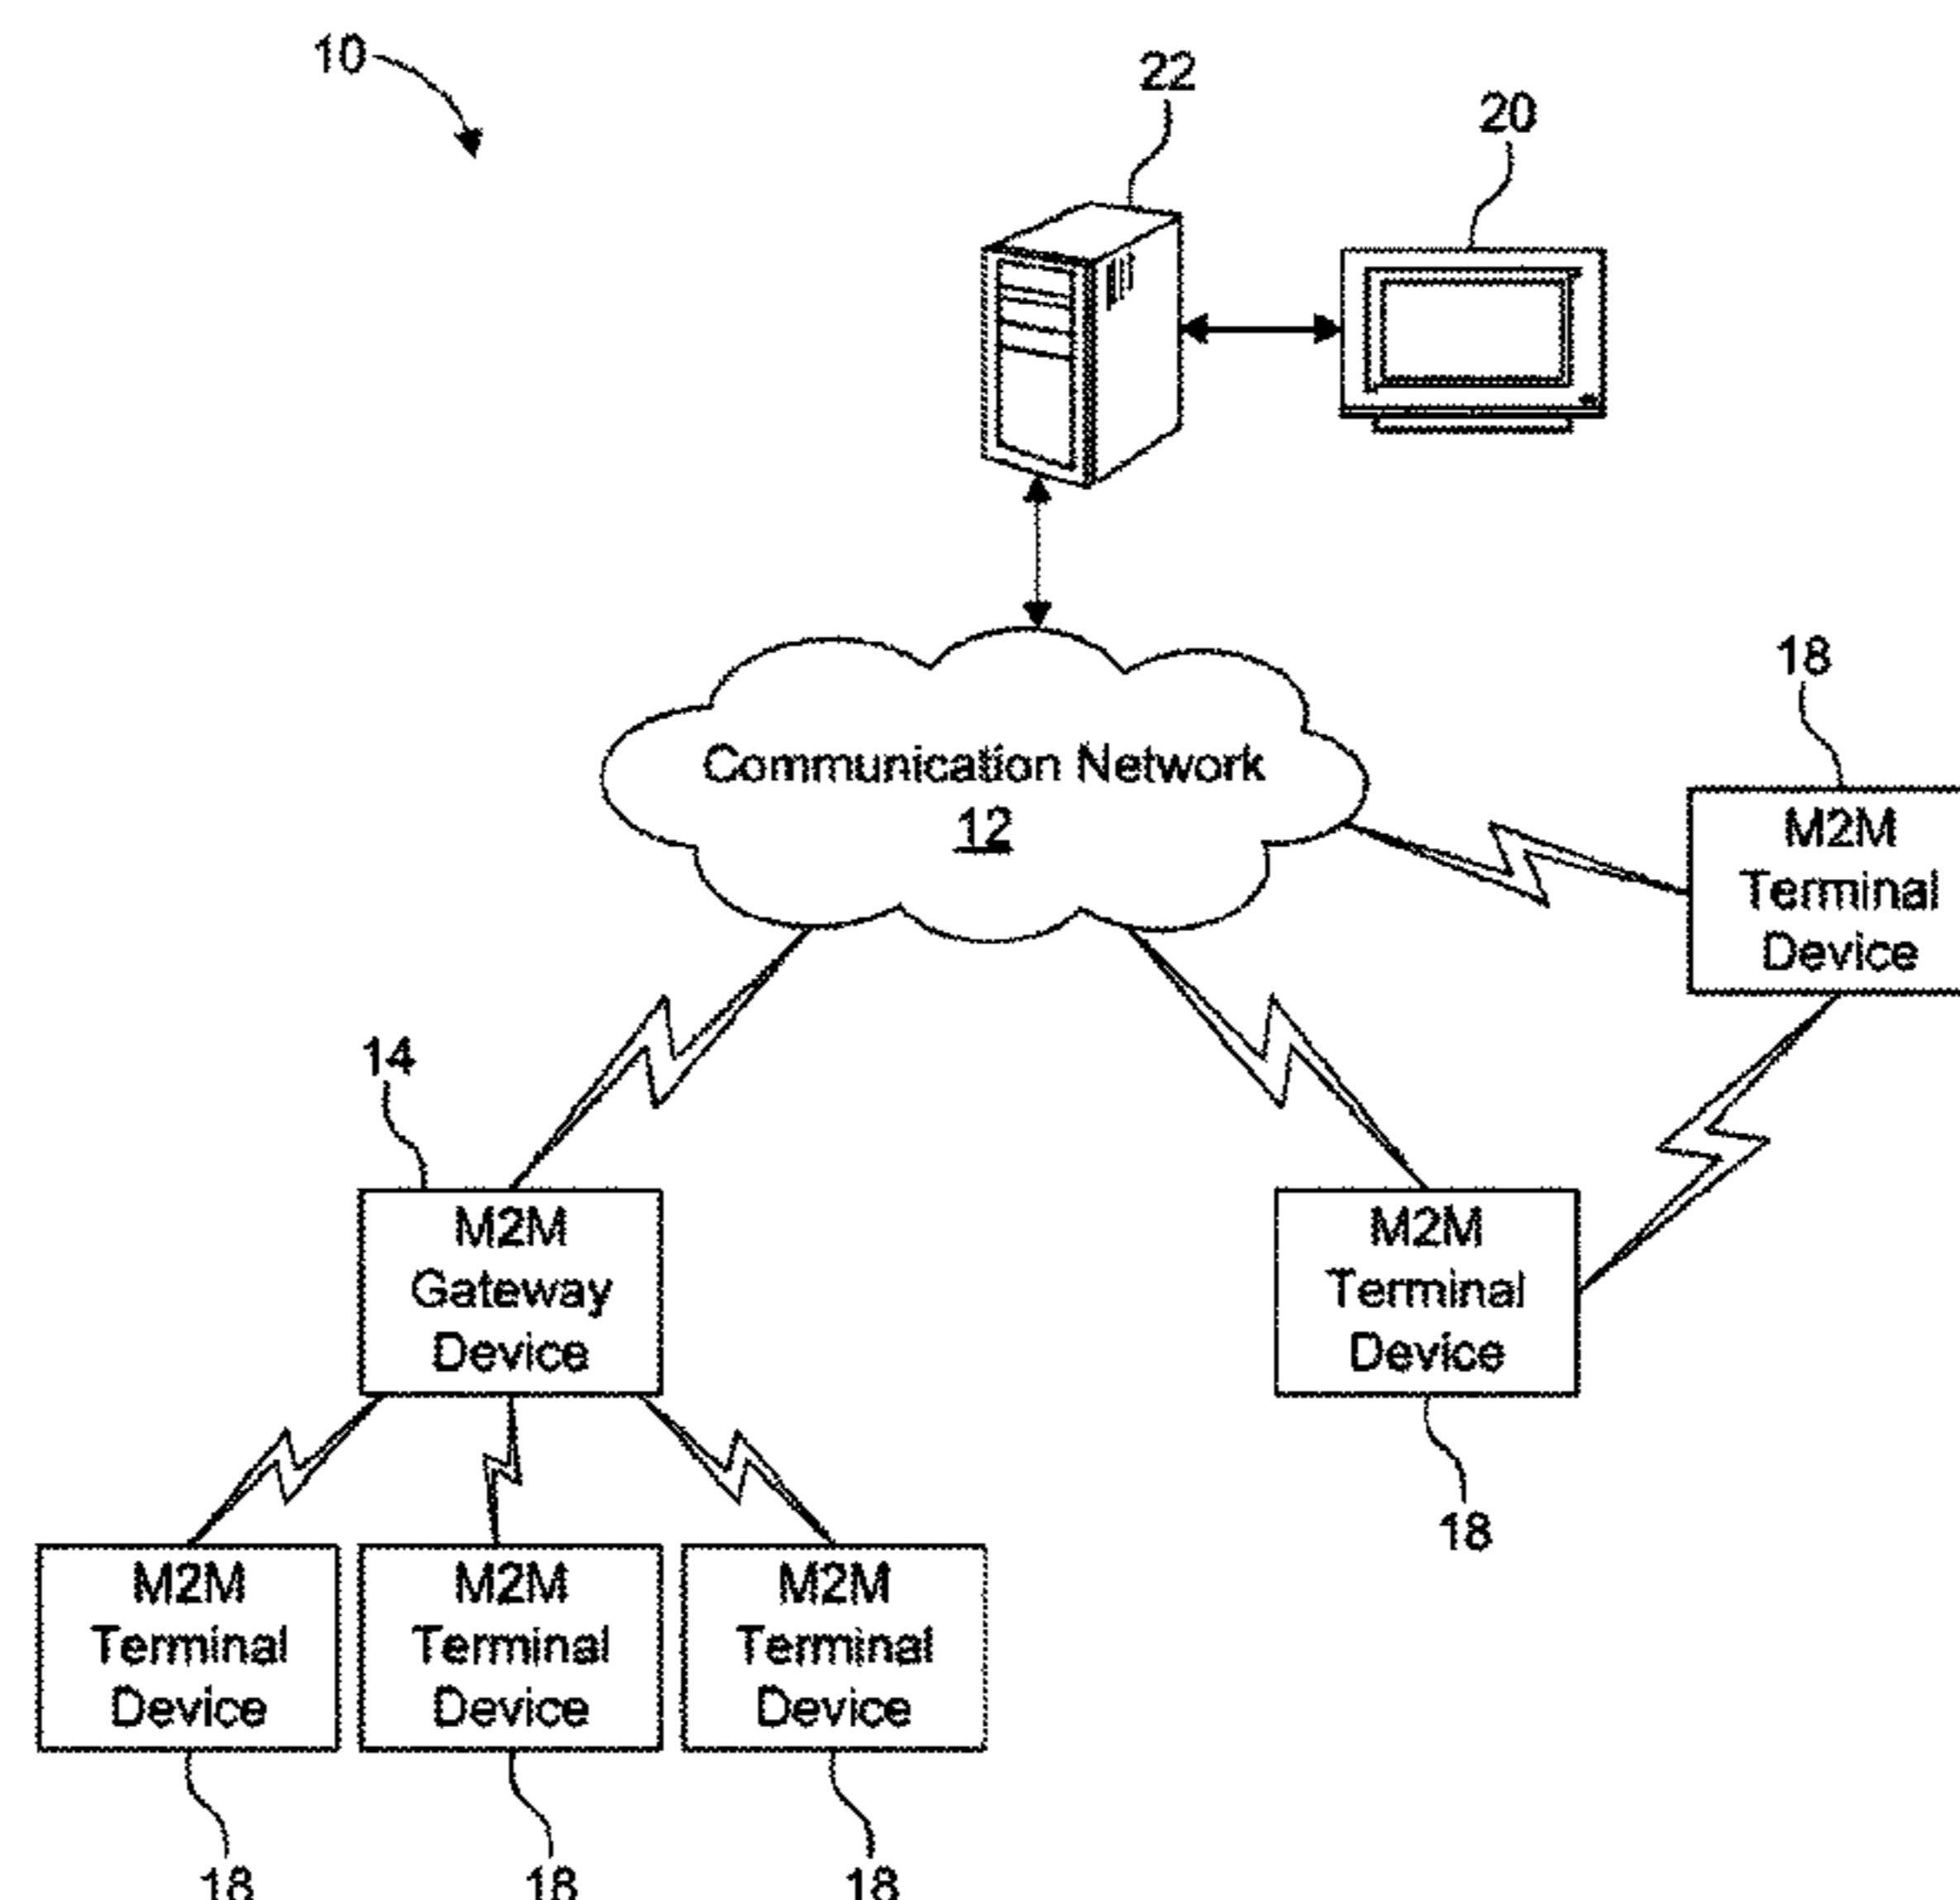 10
22
20
Communication Network
12
18
M2M
Terminal
Device
14
M2M
Gateway
Device
M2M
Terminal
Device
18
M2M
Terminal
Device
M2M
Terminal
Device
M2M
Terminal
Device
18
18
18